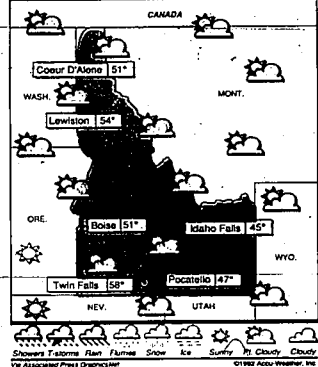 CANADA
Coeur D'Alene 51°
WASH.
MONT.
Lewiston 54°
ORE.
Boise 51°
Idaho Falls 45°
WYO.
Twin Falls 58°
Pocatello 47°
NEV.
UTAH
Showers T-storms Rain Flurries Snow Ice Sunny Pt. Cloudy Cloudy
Via Associated Press GraphicsNet ©1992 Accu-Weather, Inc.